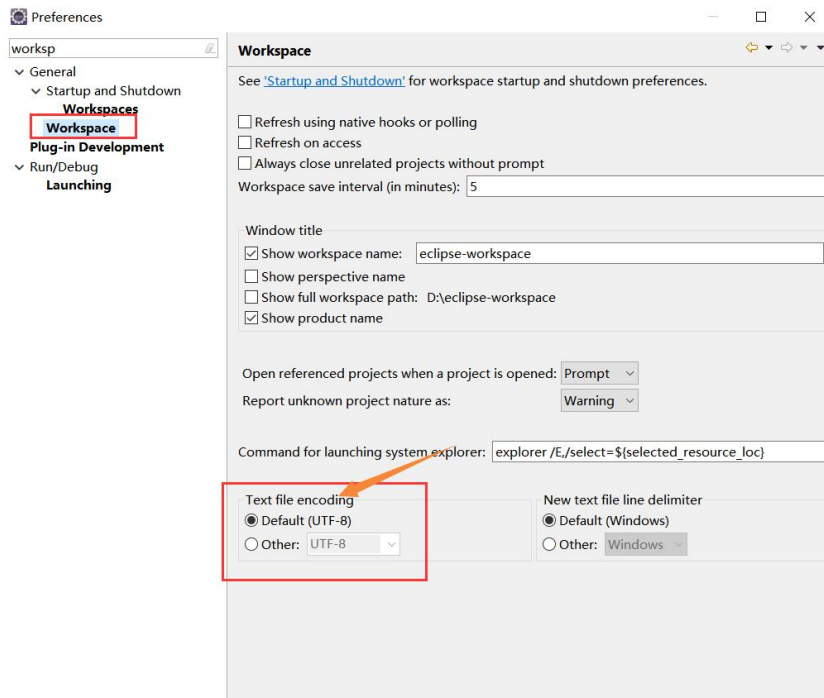 Preferences
worksp
General
Startup and Shutdown
Workspaces
Workspace
Plug-in Development
Run/Debug
Launching
Workspace
See 'Startup and Shutdown' for workspace startup and shutdown preferences.
Refresh using native hooks or polling
Refresh on access
Always close unrelated projects without prompt
Workspace save interval (in minutes): 5
Window title
Show workspace name: eclipse-workspace
Show perspective name
Show full workspace path: D:\eclipse-workspace
Show product name
Open referenced projects when a project is opened: Prompt
Report unknown project nature as: Warning
Command for launching system explorer: explorer /E,/select=${selected_resource_loc}
Text file encoding
Default (UTF-8)
Other: UTF-8
New text file line delimiter
Default (Windows)
Other: Windows